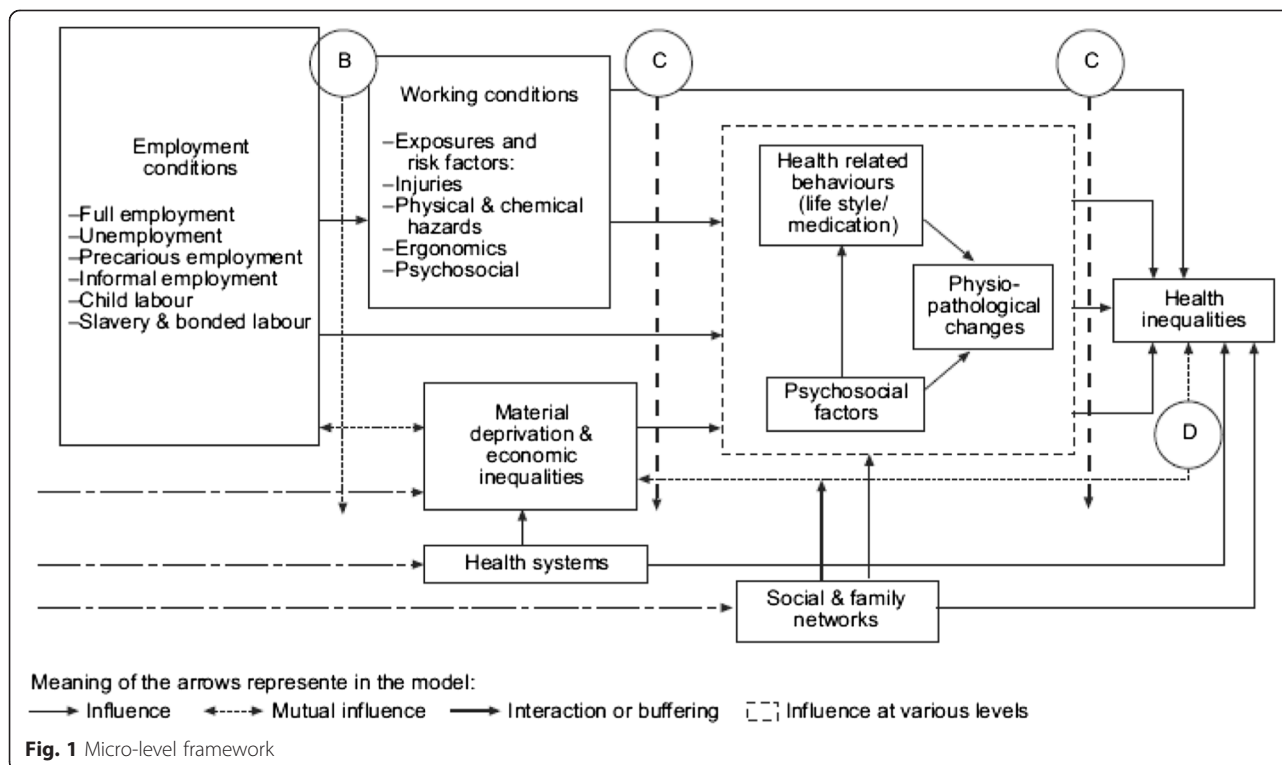 B
C
C
Employment
conditions
–Full employment
–Unemployment
–Precarious employment
–Informal employment
–Child labour
–Slavery & bonded labour
Working conditions
–Exposures and
risk factors:
–Injuries
–Physical & chemical
hazards
–Ergonomics
–Psychosocial
Health related
behaviours
(life style/
medication)
Physio-
pathological
changes
Psychosocial
factors
Health
inequalities
D
Material
deprivation &
economic
inequalities
Health systems
Social & family
networks
Meaning of the arrows represente in the model:
Influence
Mutual influence
Interaction or buffering
Influence at various levels
Fig. 1 Micro-level framework